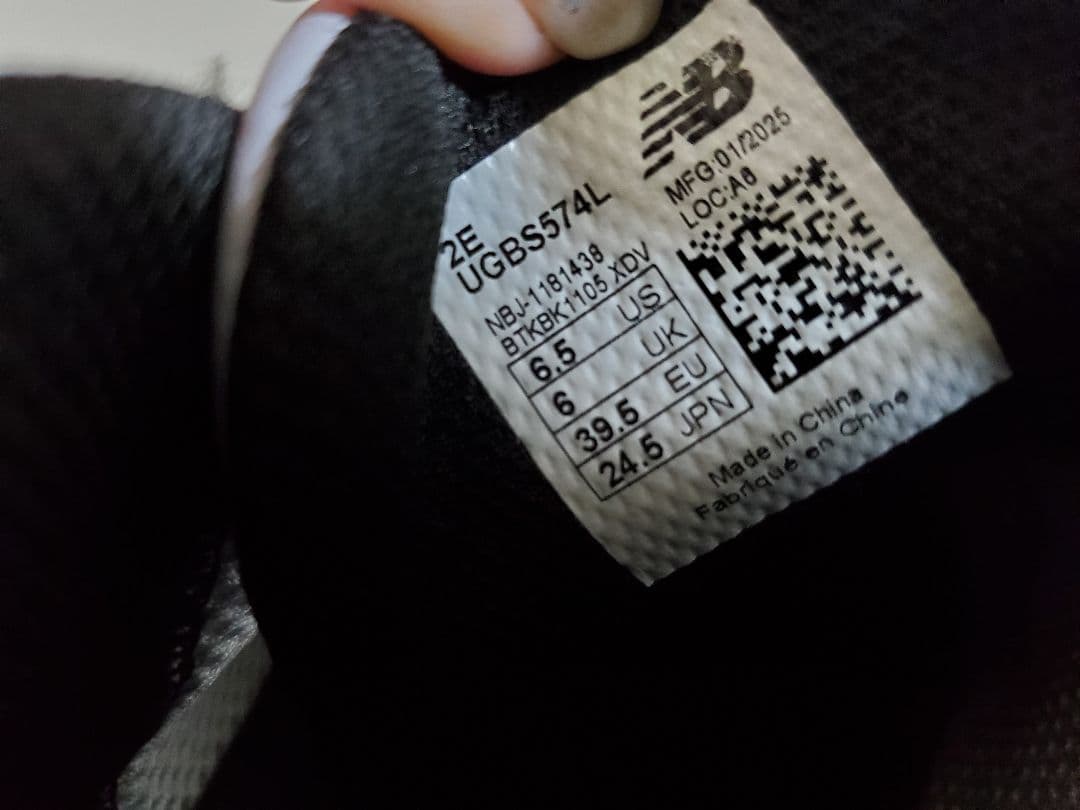 NB
MFG:01/2025
LOC:A8
2E
UGBS574L
NBJ-1181438
BTKBK1105 XDV
6.5 US
6 UK
39.5 EU
24.5 JPN
Made in China
Fabriqué en Chine